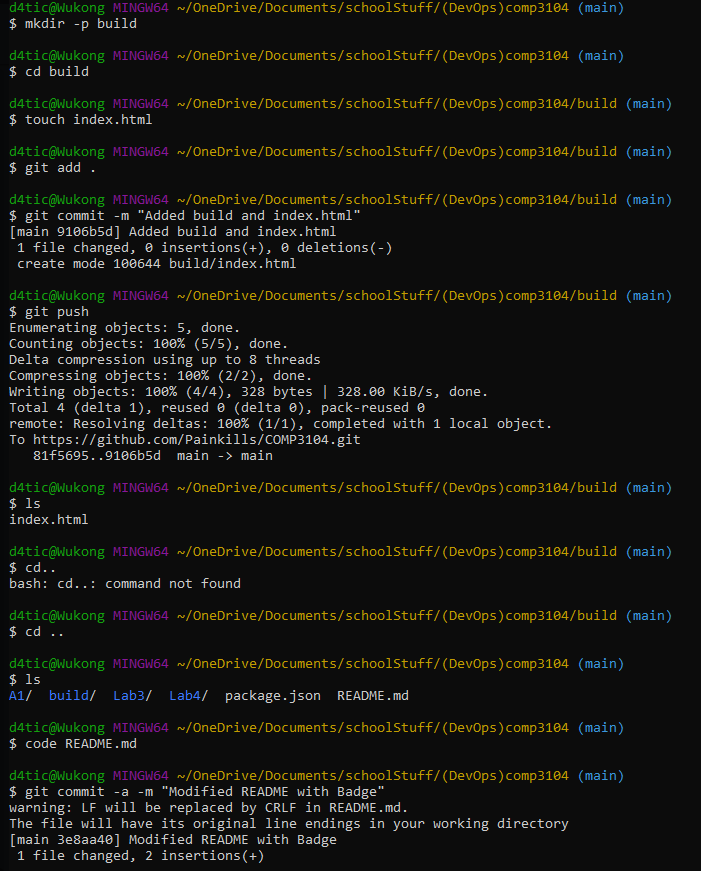 d4tic@Wukong MINGW64 ~/OneDrive/Documents/schoolStuff/(DevOps)comp3104 (main)
$ mkdir -p build
d4tic@Wukong MINGW64 ~/OneDrive/Documents/schoolStuff/(DevOps)comp3104 (main)
$ cd build
d4tic@Wukong MINGW64 ~/OneDrive/Documents/schoolStuff/(DevOps)comp3104/build (main)
$ touch index.html
d4tic@Wukong MINGW64 ~/OneDrive/Documents/schoolStuff/(DevOps)comp3104/build (main)
$ git add .
d4tic@Wukong MINGW64 ~/OneDrive/Documents/schoolStuff/(DevOps)comp3104/build (main)
$ git commit -m "Added build and index.html"
[main 9106b5d] Added build and index.html
 1 file changed, 0 insertions(+), 0 deletions(-)
 create mode 100644 build/index.html
d4tic@Wukong MINGW64 ~/OneDrive/Documents/schoolStuff/(DevOps)comp3104/build (main)
$ git push
Enumerating objects: 5, done.
Counting objects: 100% (5/5), done.
Delta compression using up to 8 threads
Compressing objects: 100% (2/2), done.
Writing objects: 100% (4/4), 328 bytes | 328.00 KiB/s, done.
Total 4 (delta 1), reused 0 (delta 0), pack-reused 0
remote: Resolving deltas: 100% (1/1), completed with 1 local object.
To https://github.com/Painkills/COMP3104.git
   81f5695..9106b5d  main -> main
d4tic@Wukong MINGW64 ~/OneDrive/Documents/schoolStuff/(DevOps)comp3104/build (main)
$ ls
index.html
d4tic@Wukong MINGW64 ~/OneDrive/Documents/schoolStuff/(DevOps)comp3104/build (main)
$ cd..
bash: cd..: command not found
d4tic@Wukong MINGW64 ~/OneDrive/Documents/schoolStuff/(DevOps)comp3104/build (main)
$ cd ..
d4tic@Wukong MINGW64 ~/OneDrive/Documents/schoolStuff/(DevOps)comp3104 (main)
$ ls
A1/  build/  Lab3/  Lab4/  package.json  README.md
d4tic@Wukong MINGW64 ~/OneDrive/Documents/schoolStuff/(DevOps)comp3104 (main)
$ code README.md
d4tic@Wukong MINGW64 ~/OneDrive/Documents/schoolStuff/(DevOps)comp3104 (main)
$ git commit -a -m "Modified README with Badge"
warning: LF will be replaced by CRLF in README.md.
The file will have its original line endings in your working directory
[main 3e8aa40] Modified README with Badge
 1 file changed, 2 insertions(+)